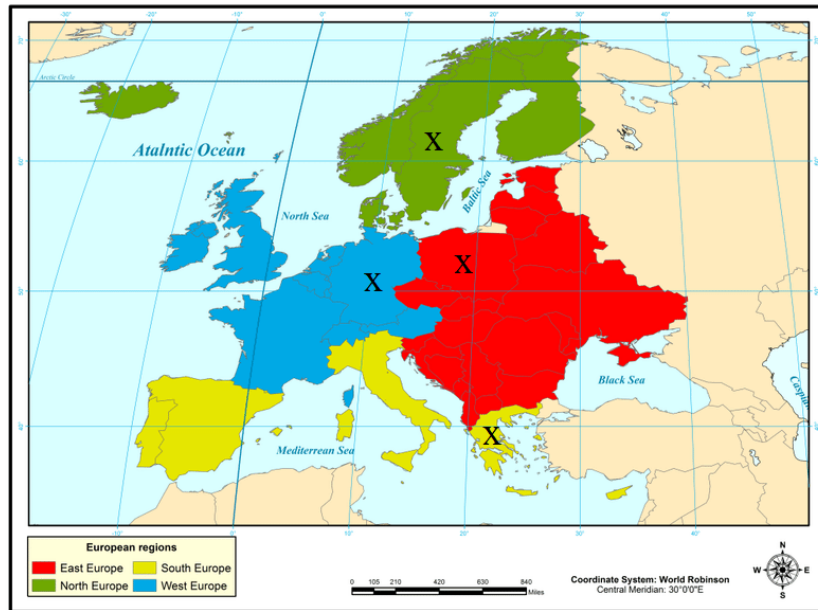 -10°
0°
10°
20°
30°
40°
50°
70°
Arctic Circle
X
Atalntic Ocean
60°
Baltic Sea
North Sea
X
X
50°
Black Sea
Caspian
X
40°
Mediterrean Sea
-10°
0°
10°
20°
30°
40°
50°
European regions
East Europe
South Europe
North Europe
West Europe
0 105 210 420 630 840
Miles
Coordinate System: World Robinson
Central Meridian: 30°0'0"E
N
W
E
S